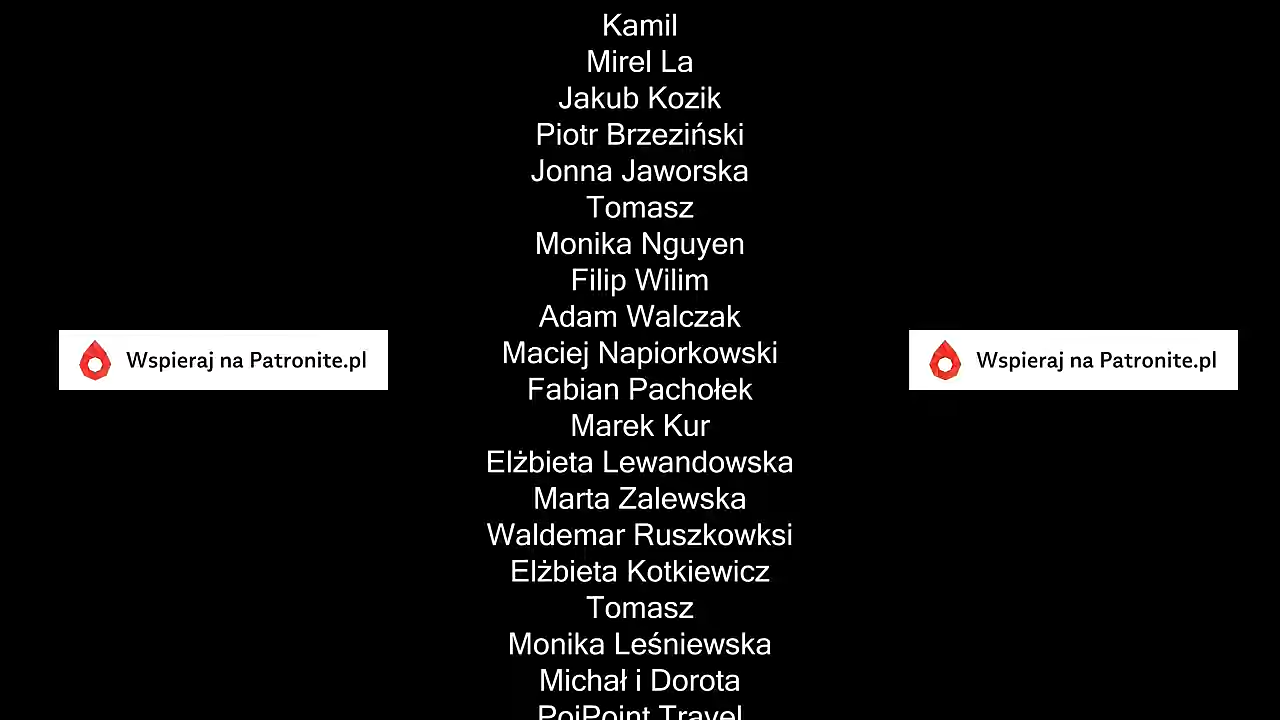 Kamil
Mirel La
Jakub Kozik
Piotr Brzeziński
Jonna Jaworska
Tomasz
Monika Nguyen
Filip Wilim
Adam Walczak
Maciej Napiorkowski
Wspieraj na Patronite.pl
Wspieraj na Patronite.pl
Fabian Pachołek
Marek Kur
Elżbieta Lewandowska
Marta Zalewska
Waldemar Ruszkowksi
Elżbieta Kotkiewicz
Tomasz
Monika Leśniewska
Michał i Dorota
PoiPoint Travel